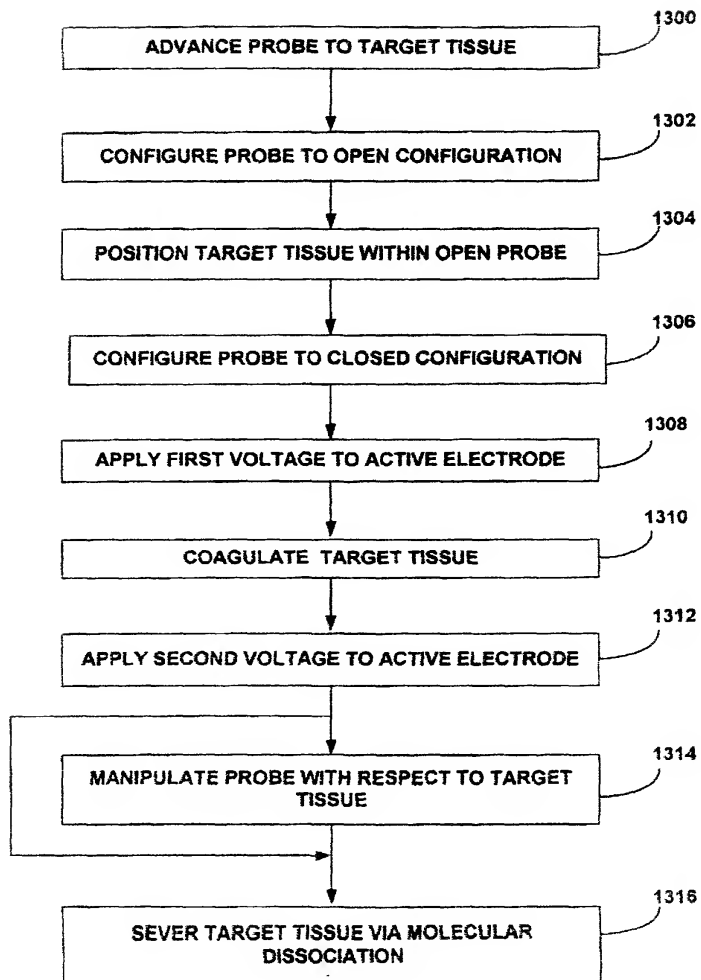 1300
ADVANCE PROBE TO TARGET TISSUE
1302
CONFIGURE PROBE TO OPEN CONFIGURATION
1304
POSITION TARGET TISSUE WITHIN OPEN PROBE
1306
CONFIGURE PROBE TO CLOSED CONFIGURATION
1308
APPLY FIRST VOLTAGE TO ACTIVE ELECTRODE
1310
COAGULATE TARGET TISSUE
1312
APPLY SECOND VOLTAGE TO ACTIVE ELECTRODE
1314
MANIPULATE PROBE WITH RESPECT TO TARGET
TISSUE
1316
SEVER TARGET TISSUE VIA MOLECULAR
DISSOCIATION